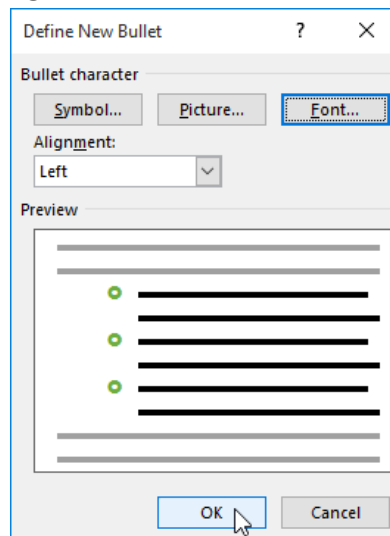 Define New Bullet ?
Bullet character
Symbol... Picture... Font...
Alignment:
Left
Preview
OK Cancel